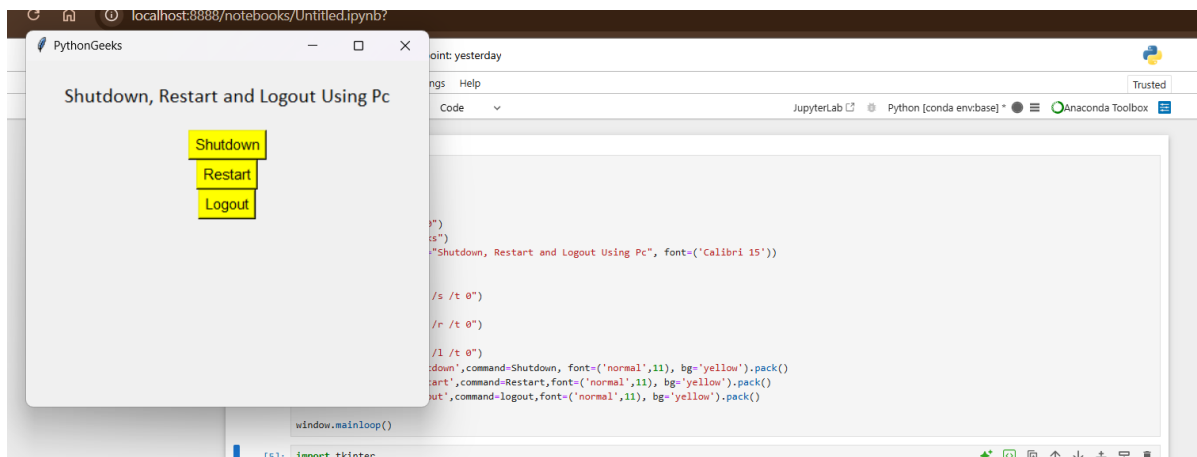 localhost:8888/notebooks/Untitled.ipynb?
PythonGeeks
point: yesterday
ngs Help
Trusted
Code
JupyterLab
Python [conda env:base] *
Anaconda Toolbox
Shutdown, Restart and Logout Using Pc
Shutdown
Restart
Logout
")
ks")
="Shutdown, Restart and Logout Using Pc", font=('Calibri 15'))
/s /t 0")
/r /t 0")
/l /t 0")
tdown',command=Shutdown, font=('normal',11), bg='yellow').pack()
tart',command=Restart,font=('normal',11), bg='yellow').pack()
out',command=logout,font=('normal',11), bg='yellow').pack()
window.mainloop()
[5]: import tkinter